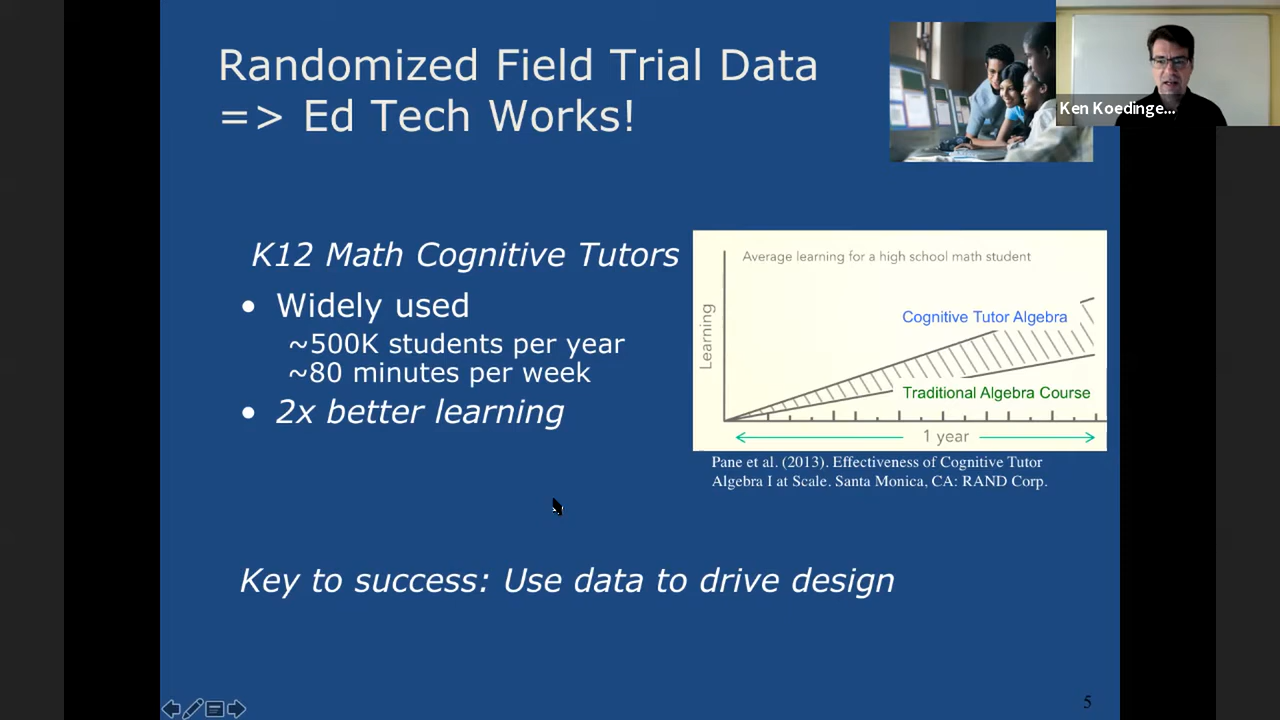 Randomized Field Trial Data
=> Ed Tech Works!
Ken Koedinge...
K12 Math Cognitive Tutors
• Widely used
~500K students per year
~80 minutes per week
• 2x better learning
Average learning for a high school math student
Learning
Cognitive Tutor Algebra
Traditional Algebra Course
1 year
Pane et al. (2013). Effectiveness of Cognitive Tutor
Algebra I at Scale. Santa Monica, CA: RAND Corp.
Key to success: Use data to drive design
5